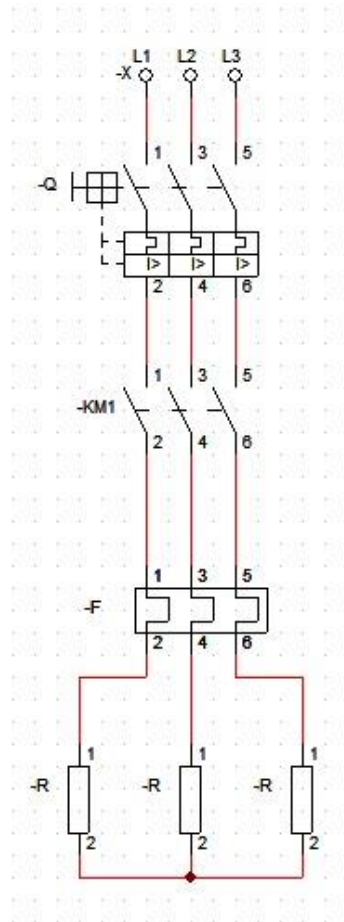 L1 L2 L3
-X
1 3 5
-Q
I> I> I>
2 4 6
1 3 5
-KM1
2 4 6
1 3 5
-F
2 4 6
1 1 1
-R -R -R
2 2 2